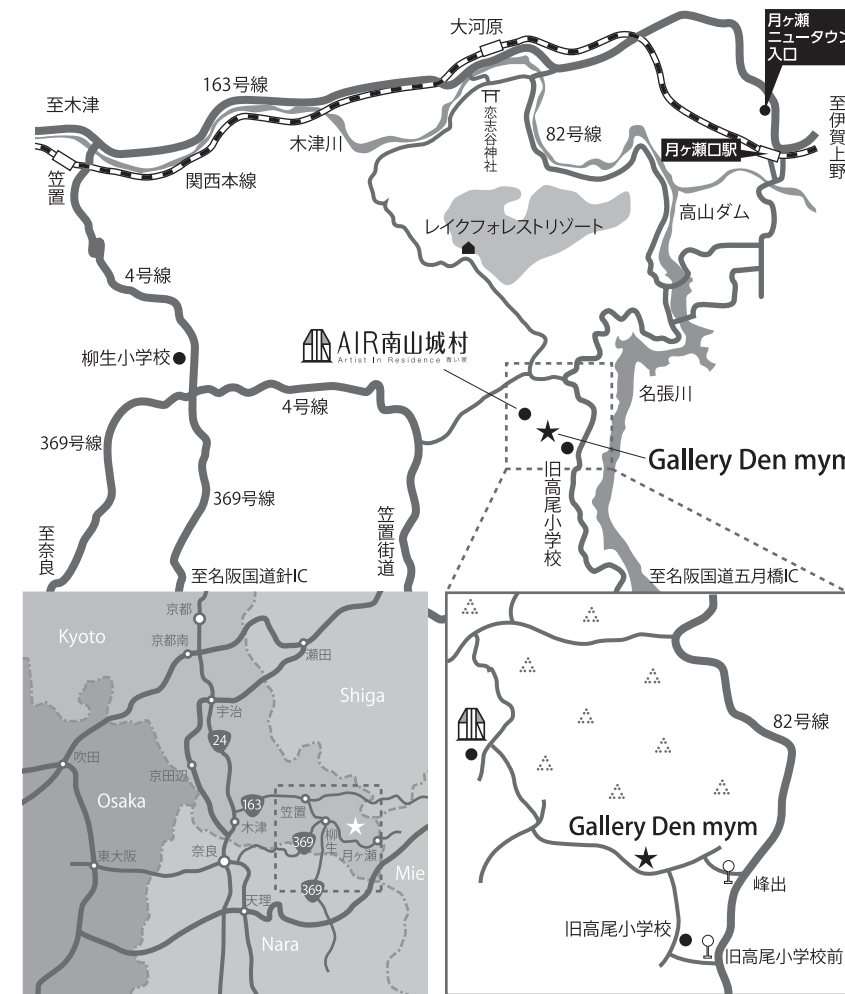 大河原
月ヶ瀬
ニュータウン
入口
163号線
至木津
恋志谷神社
82号線
至伊賀上野
木津川
月ヶ瀬口駅
笠置
関西本線
高山ダム
レイクフォレストリゾート
4号線
AIR南山城村
Artist In Residence 青い家
柳生小学校
名張川
4号線
369号線
Gallery Den mym
旧高尾小学校
369号線
至奈良
笠置街道
至名阪国道針IC
至名阪国道五月橋IC
京都
Kyoto
京都南
瀬田
Shiga
宇治
24
吹田
京田辺
Osaka
163
笠置
木津
柳生
369
月ヶ瀬
奈良
東大阪
Mie
369
天理
Nara
82号線
Gallery Den mym
峰出
旧高尾小学校
旧高尾小学校前